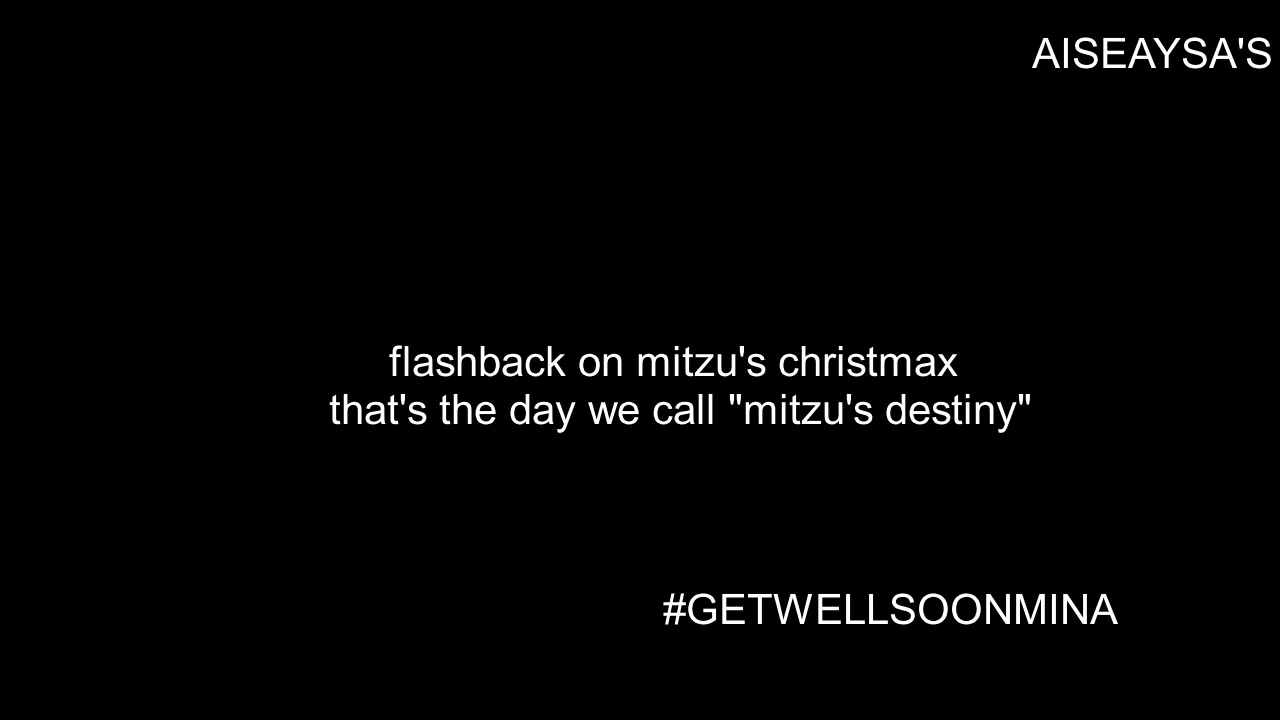 AISEAYSA'S
flashback on mitzu's christmax
that's the day we call "mitzu's destiny"
#GETWELLSOONMINA